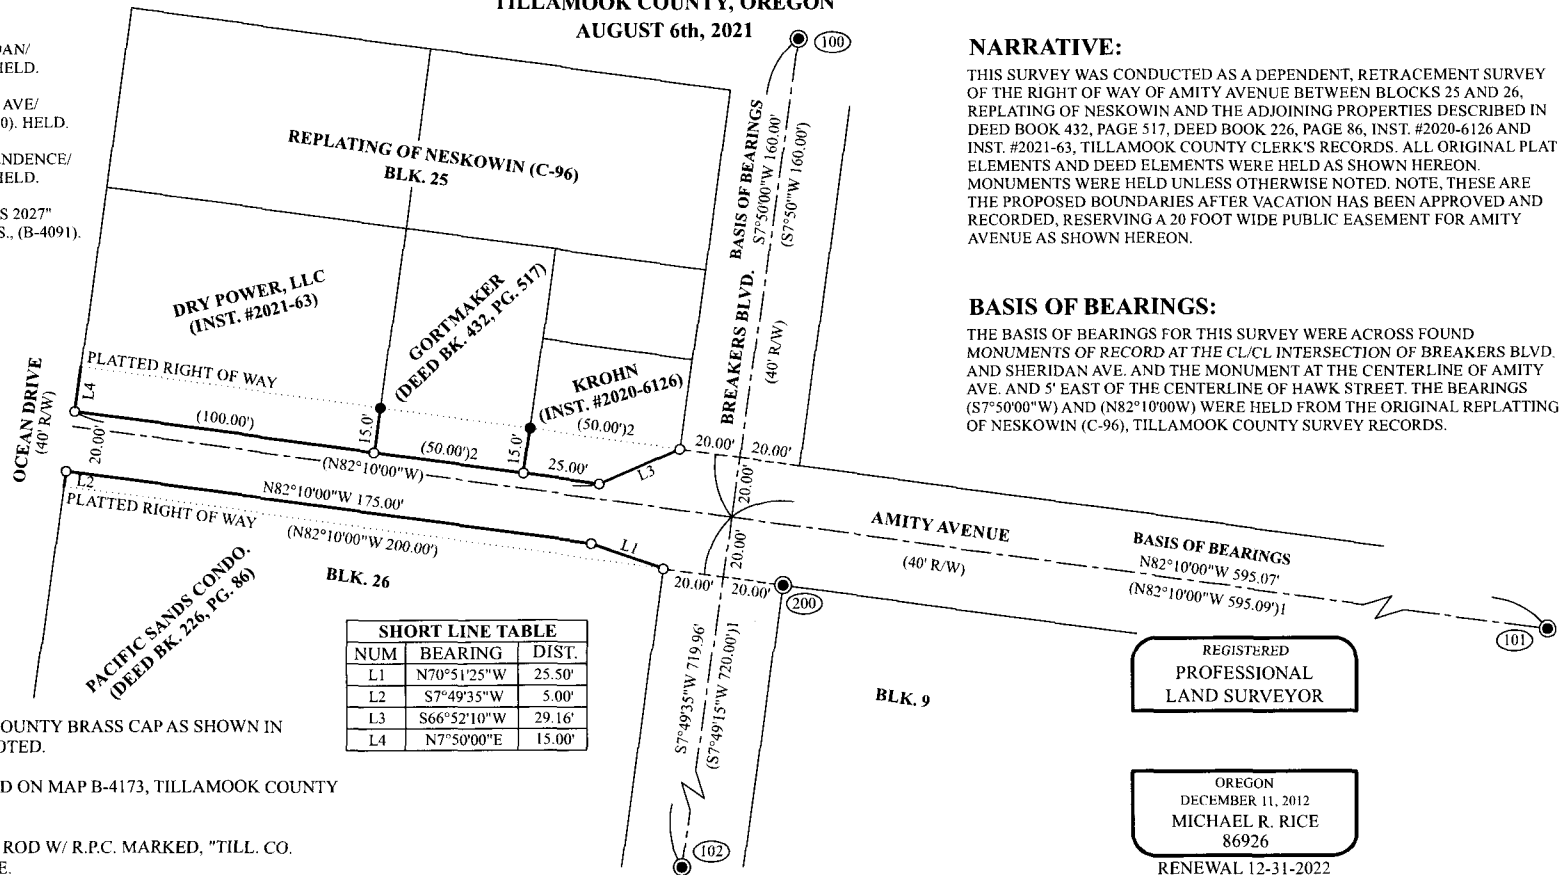 TILLAMOOK COUNTY, OREGON
AUGUST 6th, 2021
DAN/
HELD.
AVE/
0). HELD.
NDENCE/
HELD.
S 2027"
S., (B-4091).
REPLATING OF NESKOWIN (C-96)
BLK. 25
100
BASIS OF BEARINGS
S7°50'00"W 160.00'
(S7°50"W 160.00')
BREAKERS BLVD.
(40' R/W)
NARRATIVE:
THIS SURVEY WAS CONDUCTED AS A DEPENDENT, RETRACEMENT SURVEY
OF THE RIGHT OF WAY OF AMITY AVENUE BETWEEN BLOCKS 25 AND 26,
REPLATING OF NESKOWIN AND THE ADJOINING PROPERTIES DESCRIBED IN
DEED BOOK 432, PAGE 517, DEED BOOK 226, PAGE 86, INST. #2020-6126 AND
INST. #2021-63, TILLAMOOK COUNTY CLERK'S RECORDS. ALL ORIGINAL PLAT
ELEMENTS AND DEED ELEMENTS WERE HELD AS SHOWN HEREON.
MONUMENTS WERE HELD UNLESS OTHERWISE NOTED. NOTE, THESE ARE
THE PROPOSED BOUNDARIES AFTER VACATION HAS BEEN APPROVED AND
RECORDED, RESERVING A 20 FOOT WIDE PUBLIC EASEMENT FOR AMITY
AVENUE AS SHOWN HEREON.
BASIS OF BEARINGS:
THE BASIS OF BEARINGS FOR THIS SURVEY WERE ACROSS FOUND
MONUMENTS OF RECORD AT THE CL/CL INTERSECTION OF BREAKERS BLVD.
AND SHERIDAN AVE. AND THE MONUMENT AT THE CENTERLINE OF AMITY
AVE. AND 5' EAST OF THE CENTERLINE OF HAWK STREET. THE BEARINGS
(S7°50'00"W) AND (N82°10'00W) WERE HELD FROM THE ORIGINAL REPLATTING
OF NESKOWIN (C-96), TILLAMOOK COUNTY SURVEY RECORDS.
DRY POWER, LLC
(INST. #2021-63)
GORTMAKER
(DEED BK. 432, PG. 517)
KROHN
(INST. #2020-6126)
OCEAN DRIVE
(40' R/W)
PLATTED RIGHT OF WAY
L4
(100.00')
15.0'
(50.00')2
15.0'
(50.00')2
25.00'
L3
20.00'
20.00'
20.00'
20.00'
(N82°10'00"W)
L2
N82°10'00"W 175.00'
PLATTED RIGHT OF WAY
(N82°10'00"W 200.00')
L1
20.00'
20.00'
20.00'
200
AMITY AVENUE
(40' R/W)
BASIS OF BEARINGS
N82°10'00"W 595.07'
(N82°10'00"W 595.09')1
101
PACIFIC SANDS CONDO.
(DEED BK. 226, PG. 86)
BLK. 26
SHORT LINE TABLE
NUM BEARING DIST.
L1 N70°51'25"W 25.50'
L2 S7°49'35"W 5.00'
L3 S66°52'10"W 29.16'
L4 N7°50'00"E 15.00'
S7°49'35"W 719.96'
(S7°49'15"W 720.00')1
102
BLK. 9
REGISTERED
PROFESSIONAL
LAND SURVEYOR
OREGON
DECEMBER 11, 2012
MICHAEL R. RICE
86926
RENEWAL 12-31-2022
OUNTY BRASS CAP AS SHOWN IN
OTED.
D ON MAP B-4173, TILLAMOOK COUNTY
ROD W/ R.P.C. MARKED, "TILL. CO.
E.